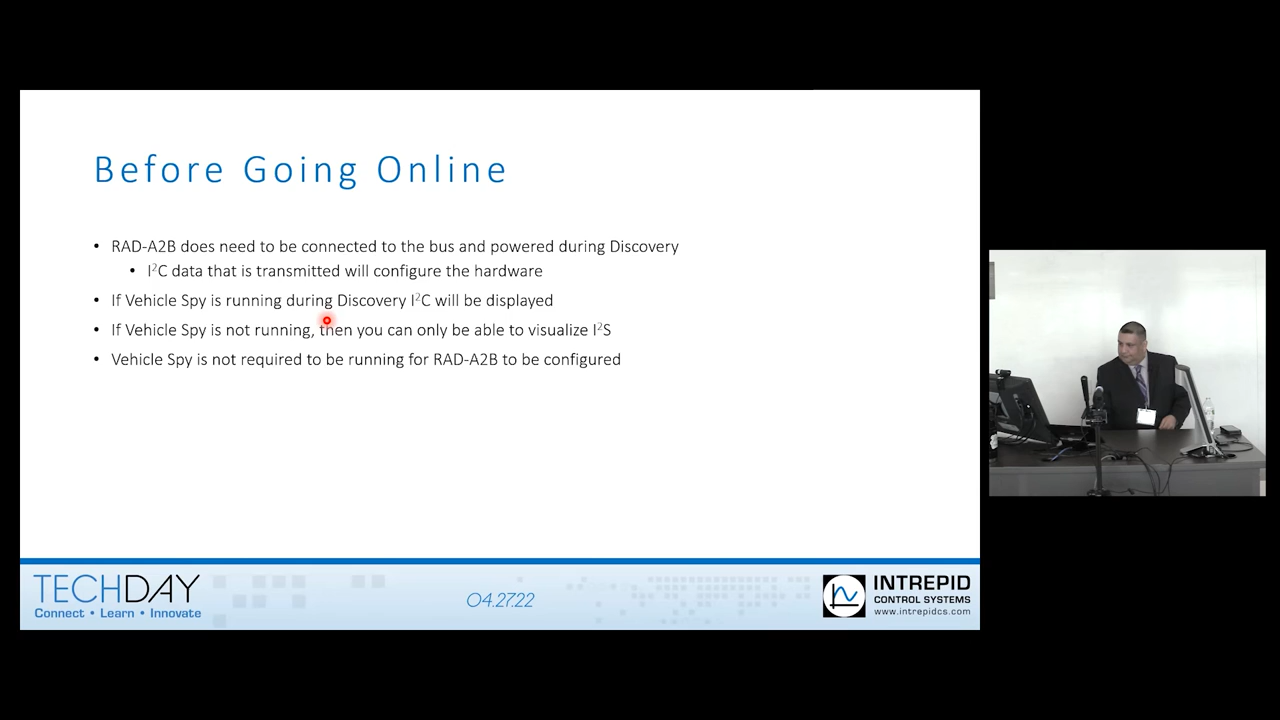 Before Going Online
• RAD-A2B does need to be connected to the bus and powered during Discovery
• I²C data that is transmitted will configure the hardware
• If Vehicle Spy is running during Discovery I²C will be displayed
• If Vehicle Spy is not running, then you can only be able to visualize I²S
• Vehicle Spy is not required to be running for RAD-A2B to be configured
TECHDAY
Connect • Learn • Innovate
04.27.22
INTREPID
CONTROL SYSTEMS
www.intrepidcs.com